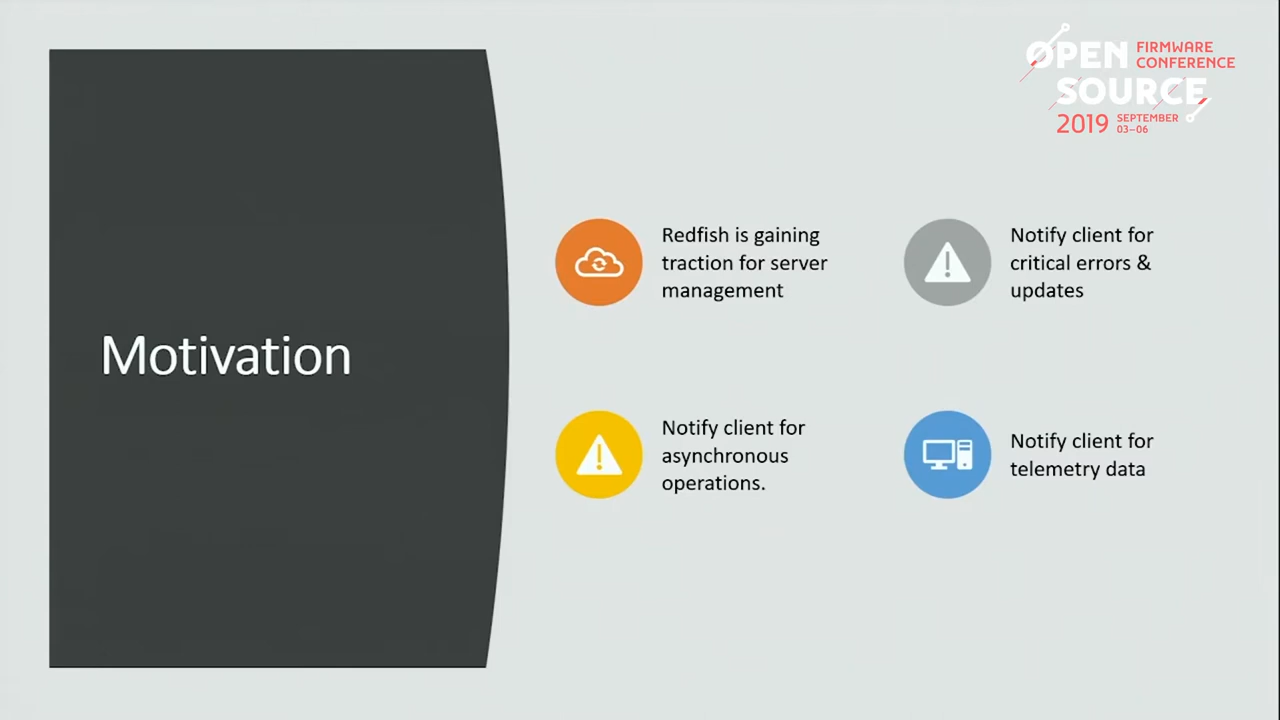 OPEN FIRMWARE
CONFERENCE
SOURCE
2019 SEPTEMBER
03–06
Motivation
Redfish is gaining
traction for server
management
Notify client for
critical errors &
updates
Notify client for
asynchronous
operations.
Notify client for
telemetry data